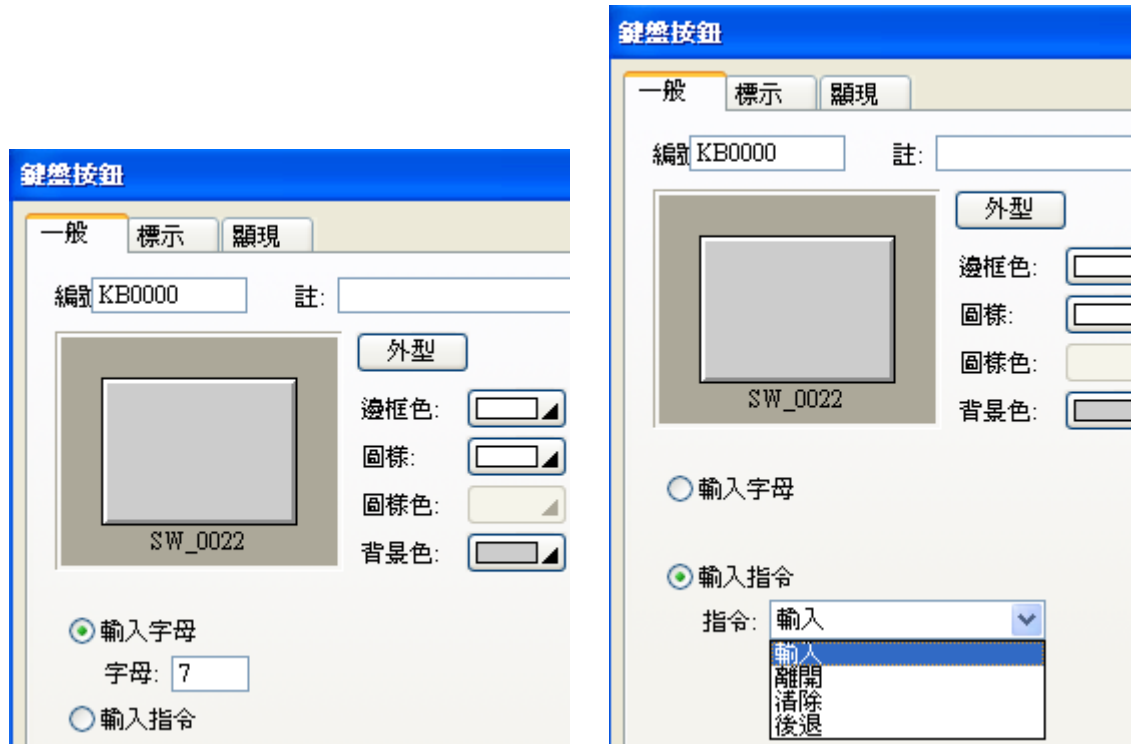 鍵盤按鈕
一般 標示 顯現
編號 KB0000 註:
外型
邊框色:
圖樣:
圖樣色:
SW_0022
背景色:
輸入字母
字母: 7
輸入指令
鍵盤按鈕
一般 標示 顯現
編號 KB0000 註:
外型
邊框色:
圖樣:
圖樣色:
SW_0022
背景色:
輸入字母
輸入指令
指令: 輸入
輸入
離開
清除
後退